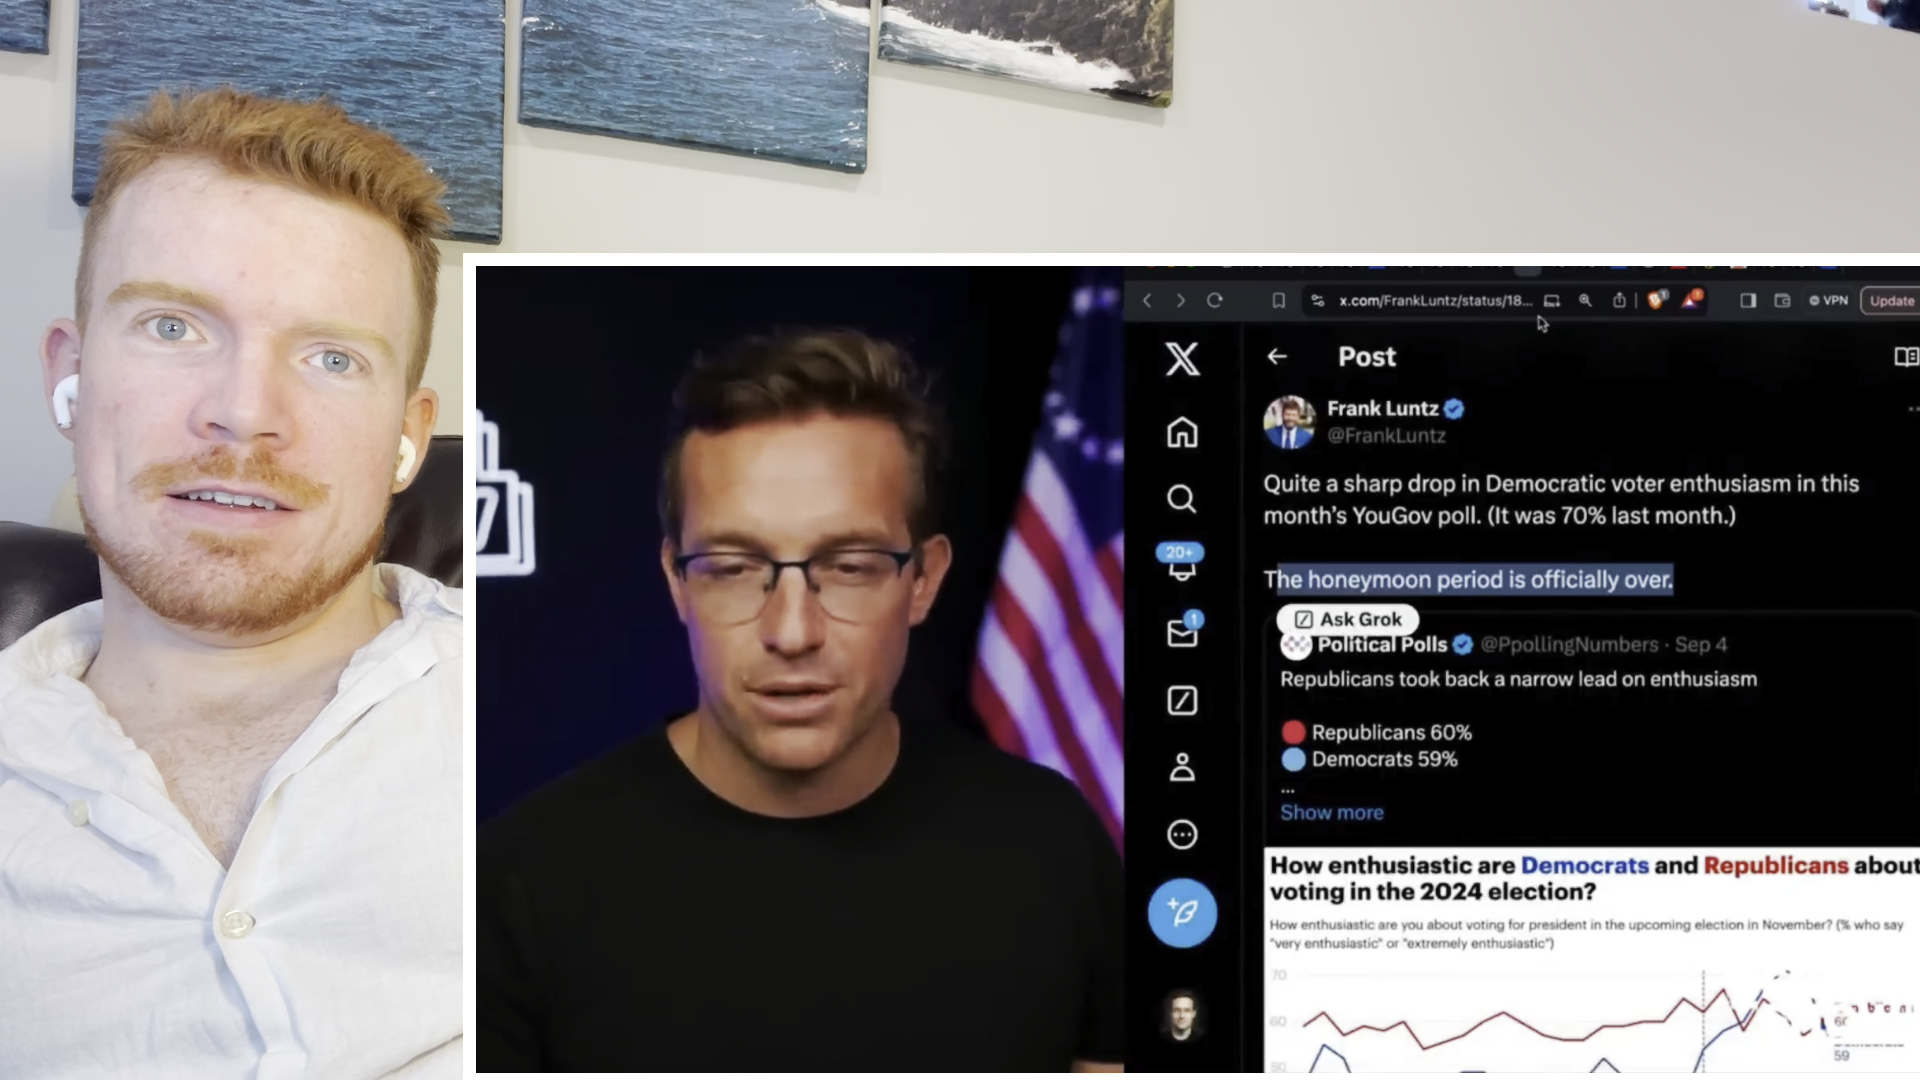 x.com/FrankLuntz/status/18...
VPN
Update
Post
Frank Luntz
@FrankLuntz
Quite a sharp drop in Democratic voter enthusiasm in this
month's YouGov poll. (It was 70% last month.)
20+
The honeymoon period is officially over.
Ask Grok
1
Political Polls @PpollingNumbers · Sep 4
Republicans took back a narrow lead on enthusiasm
Republicans 60%
Democrats 59%
...
Show more
How enthusiastic are Democrats and Republicans about
voting in the 2024 election?
How enthusiastic are you about voting for president in the upcoming election in November? (% who say
"very enthusiastic" or "extremely enthusiastic")
70
60
59